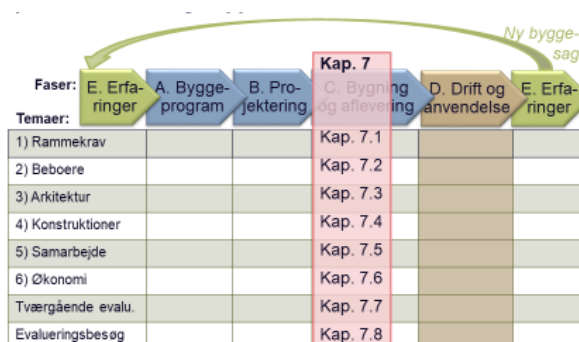 Ny bygge-
sag
Kap. 7
Faser:
E. Erfa-
ringer
A. Bygge-
program
B. Pro-
jektering
C. Bygning
og aflevering
D. Drift og
anvendelse
E. Erfa-
ringer
Temaer:
1) Rammekrav Kap. 7.1
2) Beboere Kap. 7.2
3) Arkitektur Kap. 7.3
4) Konstruktioner Kap. 7.4
5) Samarbejde Kap. 7.5
6) Økonomi Kap. 7.6
Tværgående evalu. Kap. 7.7
Evalueringsbesøg Kap. 7.8